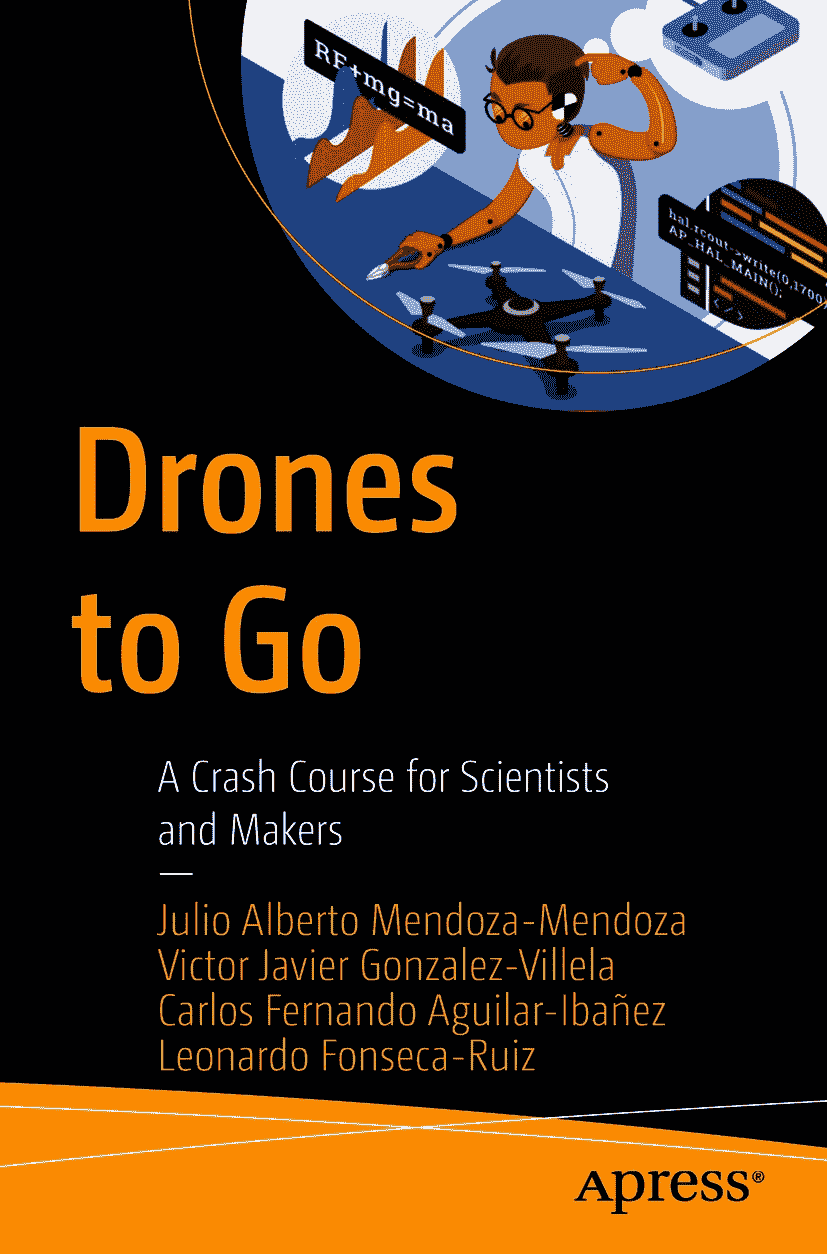 RF+mg=ma
hal.rcout->write(0,1700)
AP_HAL_MAIN();
</>
Drones
to Go
A Crash Course for Scientists
and Makers
—
Julio Alberto Mendoza-Mendoza
Victor Javier Gonzalez-Villela
Carlos Fernando Aguilar-Ibañez
Leonardo Fonseca-Ruiz
Apress®